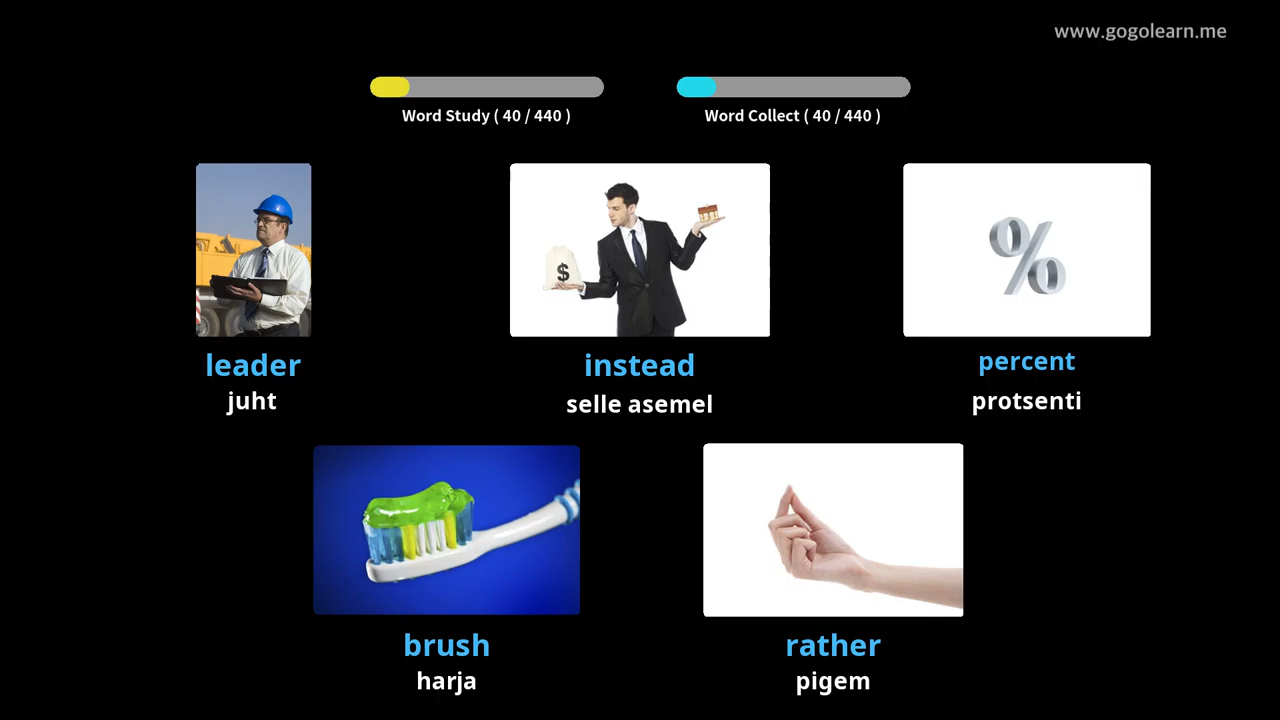 www.gogolearn.me
Word Study ( 40 / 440 )
Word Collect ( 40 / 440 )
$
%
leader
juht
instead
selle asemel
percent
protsenti
brush
harja
rather
pigem